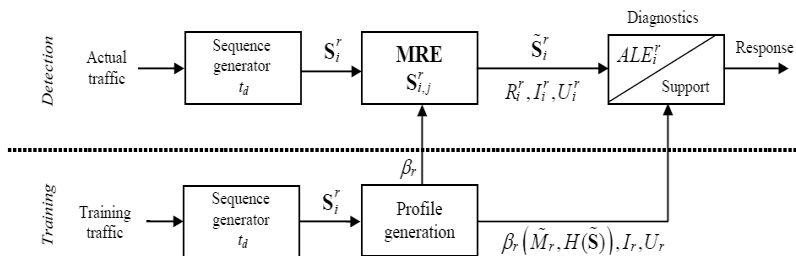 Diagnostics
Detection
Actual
traffic
Sequence
generator
t_d
S_i^r
MRE
S_{i,j}^r
S̃_i^r
R_i^r, I_i^r, U_i^r
ALE_i^r
Support
Response
Training
Training
traffic
Sequence
generator
t_d
S_i^r
β_r
Profile
generation
β_r(M̃_r, H(S̃)), I_r, U_r